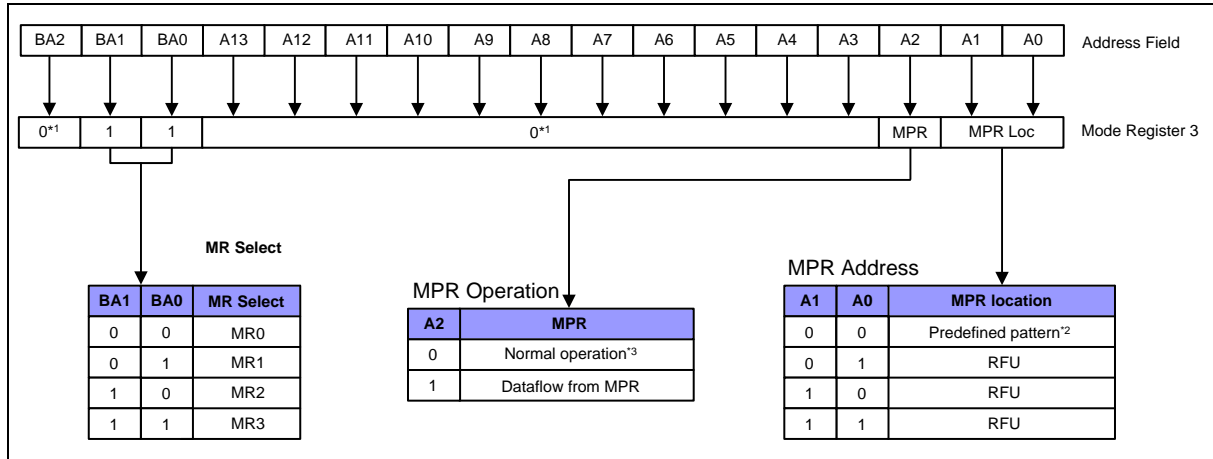 BA2 BA1 BA0 A13 A12 A11 A10 A9 A8 A7 A6 A5 A4 A3 A2 A1 A0 Address Field
0*1 1 1 0*1 MPR MPR Loc Mode Register 3
MR Select
BA1 BA0 MR Select
0 0 MR0
0 1 MR1
1 0 MR2
1 1 MR3
MPR Operation
A2 MPR
0 Normal operation*3
1 Dataflow from MPR
MPR Address
A1 A0 MPR location
0 0 Predefined pattern*2
0 1 RFU
1 0 RFU
1 1 RFU